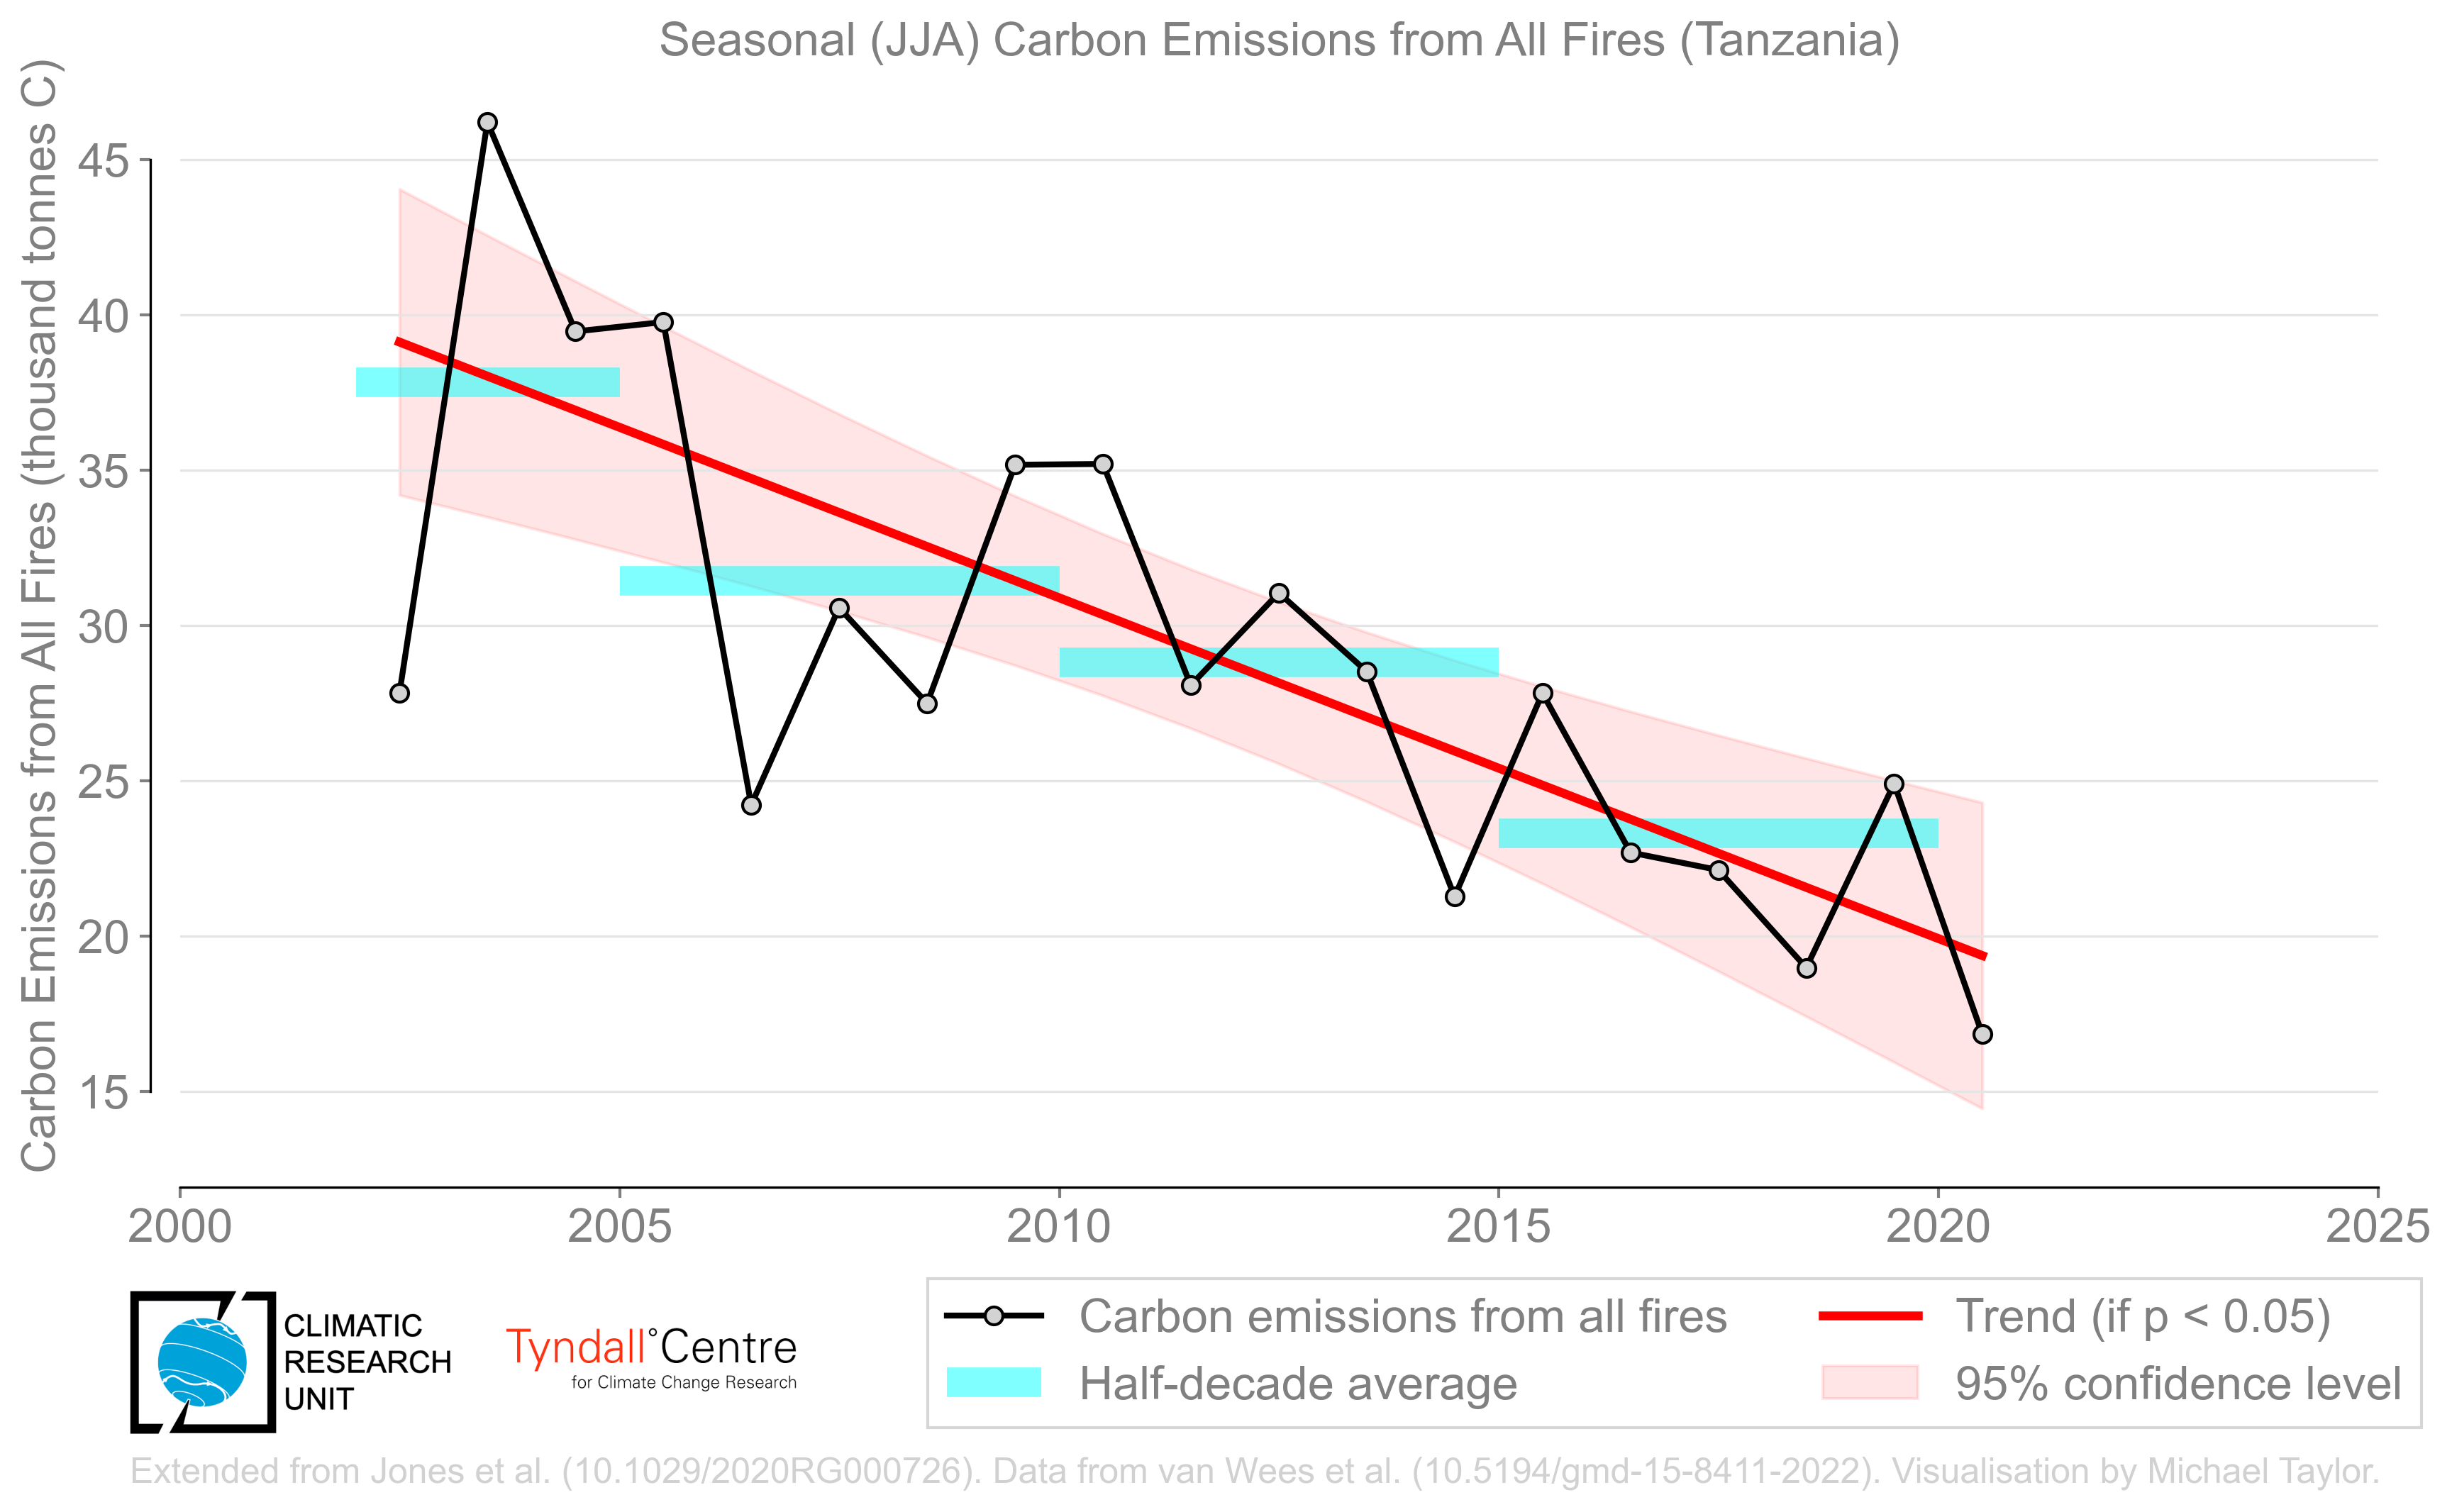 Seasonal (JJA) Carbon Emissions from All Fires (Tanzania)
Carbon Emissions from All Fires (thousand tonnes C)
45
40
35
30
25
20
15
2000 2005 2010 2015 2020 2025
CLIMATIC
RESEARCH
UNIT
Tyndall°Centre
for Climate Change Research
Carbon emissions from all fires
Half-decade average
Trend (if p < 0.05)
95% confidence level
Extended from Jones et al. (10.1029/2020RG000726). Data from van Wees et al. (10.5194/gmd-15-8411-2022). Visualisation by Michael Taylor.